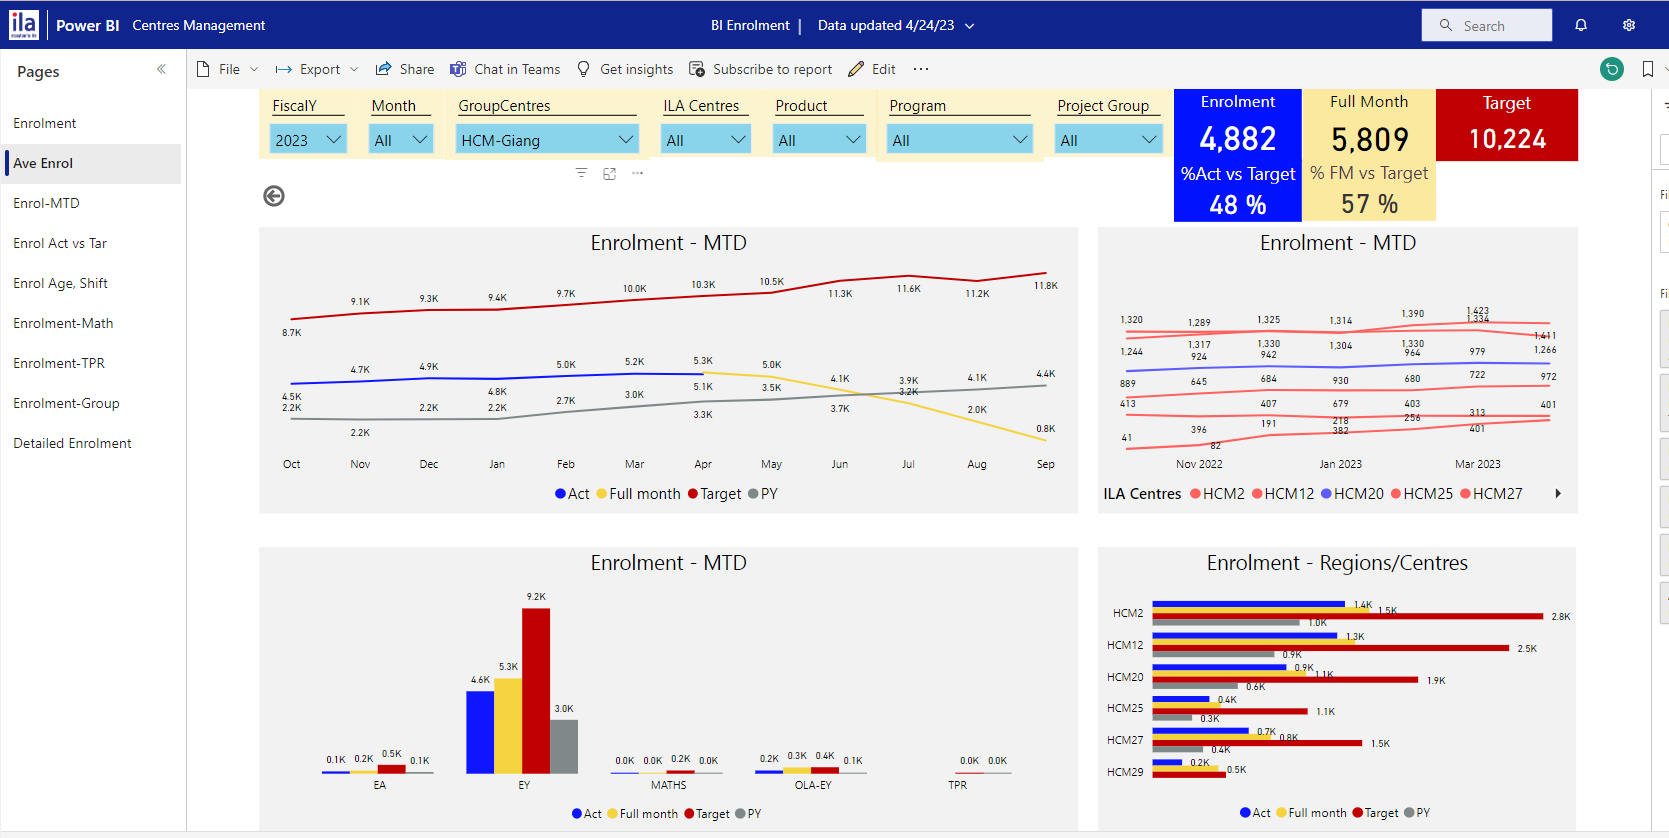 ila
Power BI Centres Management
BI Enrolment | Data updated 4/24/23
Search
Pages
File Export Share Chat in Teams Get insights Subscribe to report Edit ...
Enrolment
Ave Enrol
Enrol-MTD
Enrol Act vs Tar
Enrol Age, Shift
Enrolment-Math
Enrolment-TPR
Enrolment-Group
Detailed Enrolment
FiscalY Month GroupCentres ILA Centres Product Program Project Group
2023 All HCM-Giang All All All All
Enrolment
4,882
%Act vs Target
48 %
Full Month
5,809
% FM vs Target
57 %
Target
10,224
Enrolment - MTD
8.7K 9.1K 9.3K 9.4K 9.7K 10.0K 10.3K 10.5K 11.3K 11.6K 11.2K 11.8K
4.5K 4.7K 4.9K 4.8K 5.0K 5.2K 5.1K
5.3K 5.0K 4.1K 3.2K 2.0K 0.8K
2.2K 2.2K 2.2K 2.2K 2.7K 3.0K 3.3K 3.5K 3.7K 3.9K 4.1K 4.4K
Oct Nov Dec Jan Feb Mar Apr May Jun Jul Aug Sep
Act Full month Target PY
Enrolment - MTD
1,320 1,289 1,325 1,314 1,390 1,423
1,334
1,411
1,244 1,317 1,330 1,304 1,330 1,266
924 942 964 979
889 645 684 930 680 722 972
413 407 679 403 313 401
41 396 191 218 256
82 382 401
Nov 2022 Jan 2023 Mar 2023
ILA Centres HCM2 HCM12 HCM20 HCM25 HCM27
Enrolment - MTD
0.1K 0.2K 0.5K 0.1K
4.6K 5.3K 9.2K 3.0K
0.0K 0.0K 0.2K 0.0K
0.2K 0.3K 0.4K 0.1K
0.0K 0.0K
EA EY MATHS OLA-EY TPR
Act Full month Target PY
Enrolment - Regions/Centres
HCM2 1.4K 1.5K 2.8K 1.0K
HCM12 1.3K 2.5K 0.9K
HCM20 0.9K 1.1K 1.9K 0.6K
HCM25 0.4K 1.1K 0.3K
HCM27 0.7K 0.8K 1.5K 0.4K
HCM29 0.2K 0.5K
Act Full month Target PY
Fi
Fi